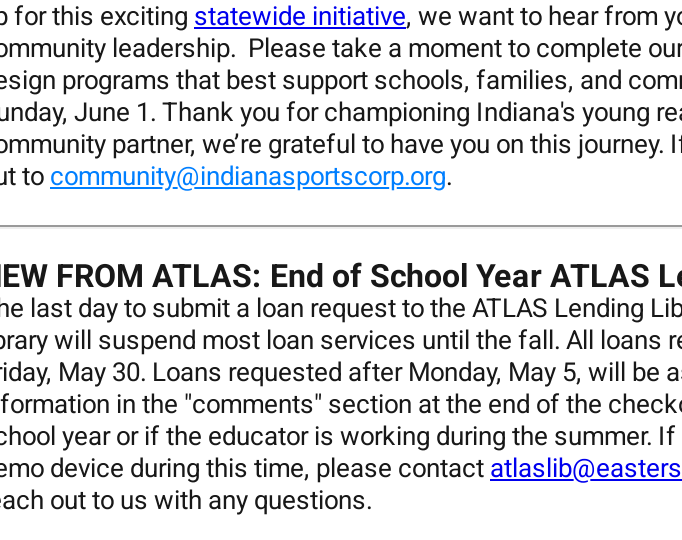 p for this exciting statewide initiative, we want to hear from yo
ommunity leadership.  Please take a moment to complete our
esign programs that best support schools, families, and com
unday, June 1. Thank you for championing Indiana's young rea
ommunity partner, we’re grateful to have you on this journey. If
ut to community@indianasportscorp.org.
NEW FROM ATLAS: End of School Year ATLAS Le
he last day to submit a loan request to the ATLAS Lending Lib
brary will suspend most loan services until the fall. All loans re
riday, May 30. Loans requested after Monday, May 5, will be as
nformation in the "comments" section at the end of the checko
chool year or if the educator is working during the summer. If
emo device during this time, please contact atlaslib@easters
each out to us with any questions.